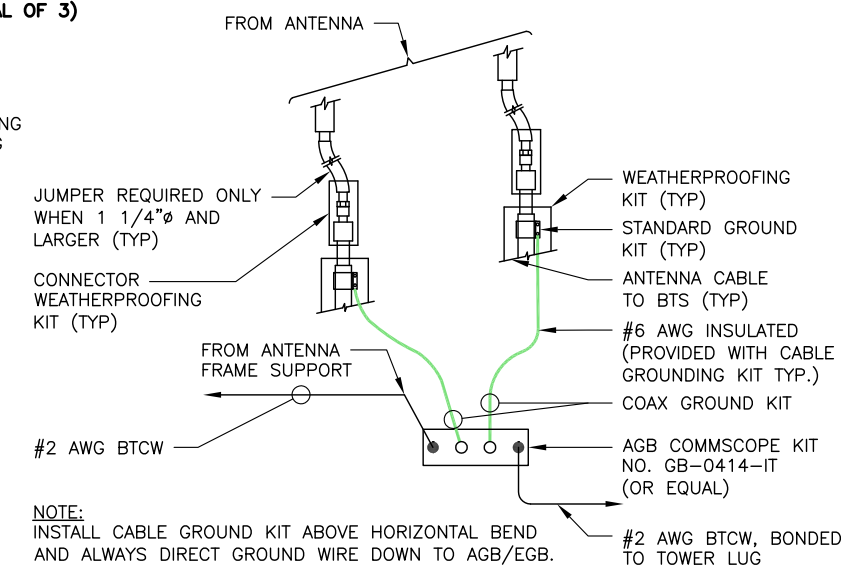 AL OF 3)
FROM ANTENNA
NG
G
JUMPER REQUIRED ONLY
WHEN 1 1/4"ø AND
LARGER (TYP)
CONNECTOR
WEATHERPROOFING
KIT (TYP)
WEATHERPROOFING
KIT (TYP)
STANDARD GROUND
KIT (TYP)
ANTENNA CABLE
TO BTS (TYP)
#6 AWG INSULATED
(PROVIDED WITH CABLE
GROUNDING KIT TYP.)
FROM ANTENNA
FRAME SUPPORT
COAX GROUND KIT
#2 AWG BTCW
AGB COMMSCOPE KIT
NO. GB-0414-IT
(OR EQUAL)
NOTE:
INSTALL CABLE GROUND KIT ABOVE HORIZONTAL BEND
AND ALWAYS DIRECT GROUND WIRE DOWN TO AGB/EGB.
#2 AWG BTCW, BONDED
TO TOWER LUG